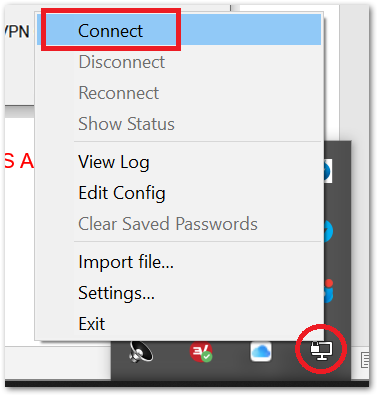 VPN
Connect
Disconnect
Reconnect
Show Status
S A
View Log
Edit Config
Clear Saved Passwords
Import file...
Settings...
Exit